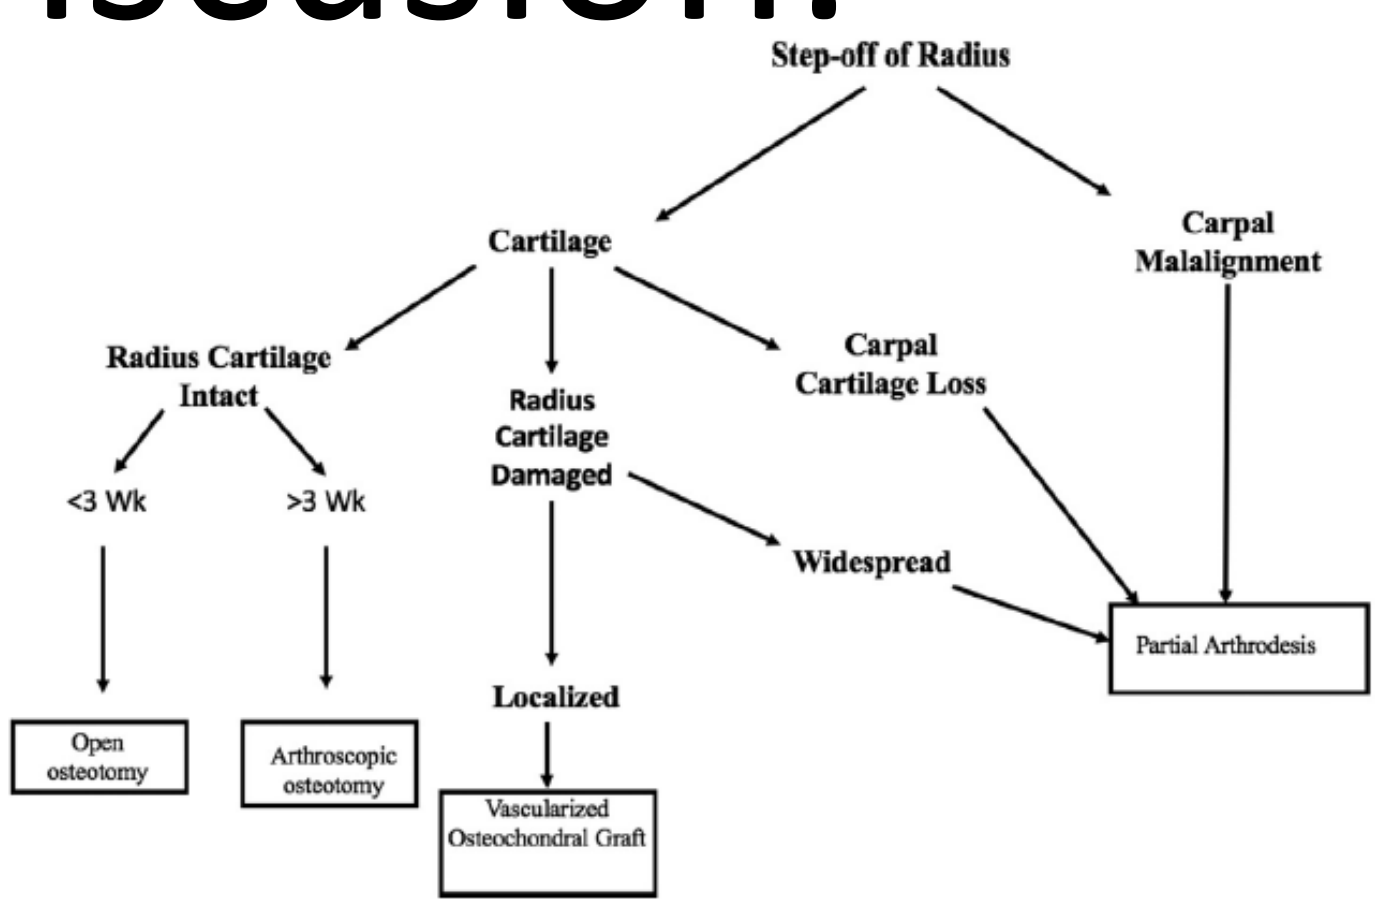 Step-off of Radius
Cartilage
Carpal
Malalignment
Radius Cartilage
Intact
Radius
Cartilage
Damaged
Carpal
Cartilage Loss
<3 Wk
>3 Wk
Widespread
Localized
Partial Arthrodesis
Open
osteotomy
Arthroscopic
osteotomy
Vascularized
Osteochondral Graft